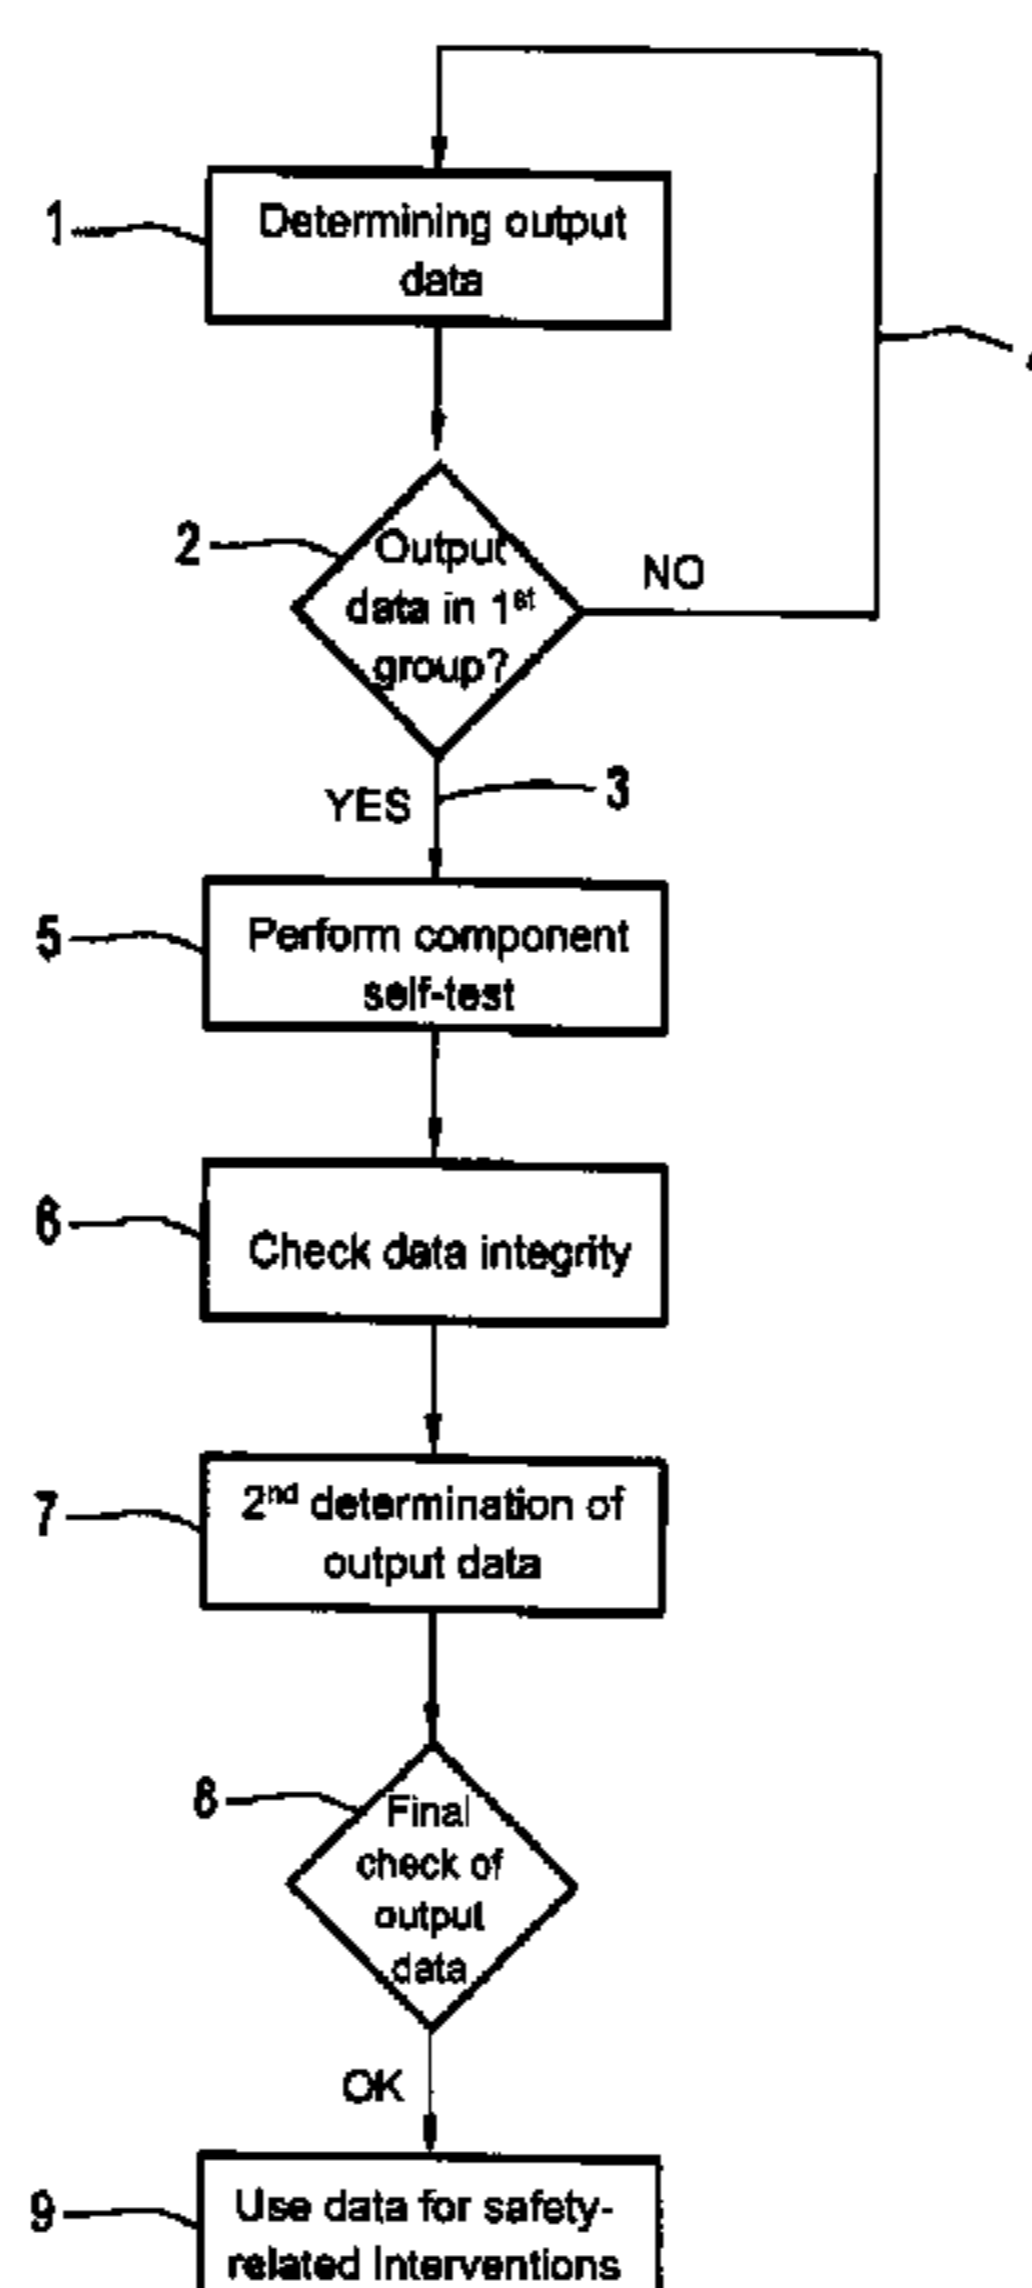 1
Determining output
data
2
Output
data in 1st
group?
NO
YES
3
5
Perform component
self-test
6
Check data integrity
7
2nd determination of
output data
8
Final
check of
output
data
OK
9
Use data for safety-
related Interventions